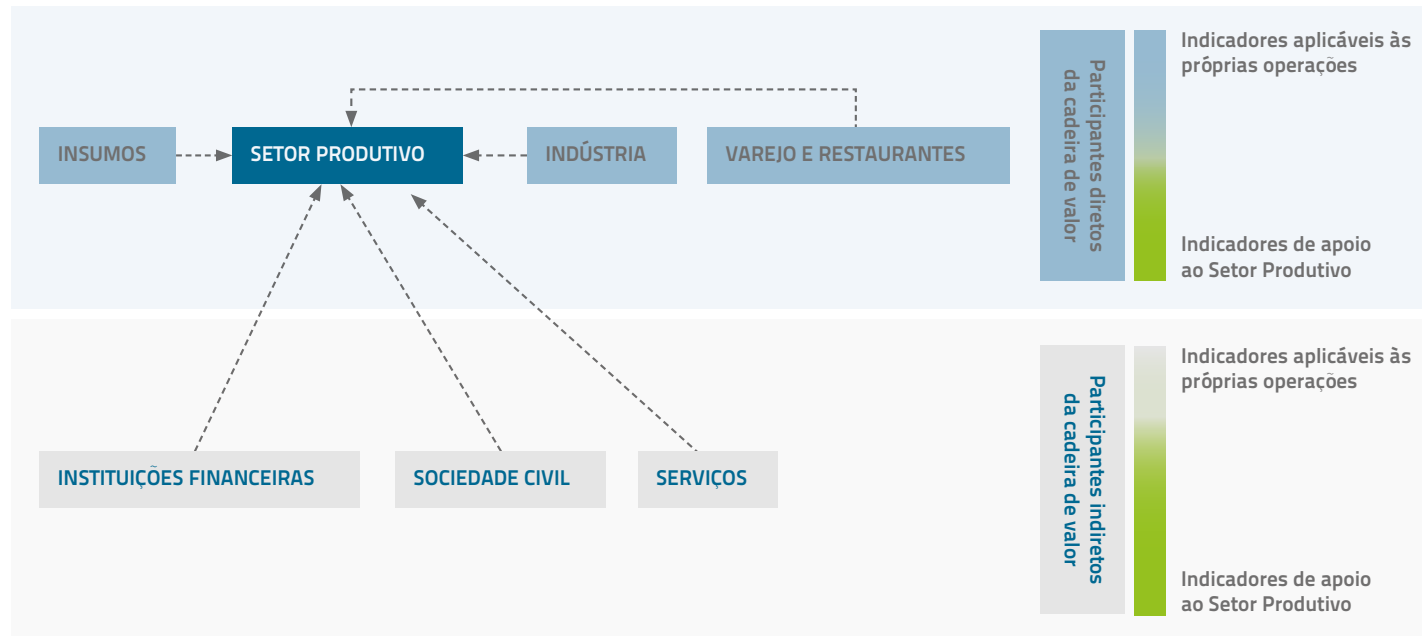 INSUMOS
SETOR PRODUTIVO
INDÚSTRIA
VAREJO E RESTAURANTES
Participantes diretos
da cadeira de valor
Indicadores aplicáveis às
próprias operações
Indicadores de apoio
ao Setor Produtivo
INSTITUIÇÕES FINANCEIRAS
SOCIEDADE CIVIL
SERVIÇOS
Participantes indiretos
da cadeira de valor
Indicadores aplicáveis às
próprias operações
Indicadores de apoio
ao Setor Produtivo